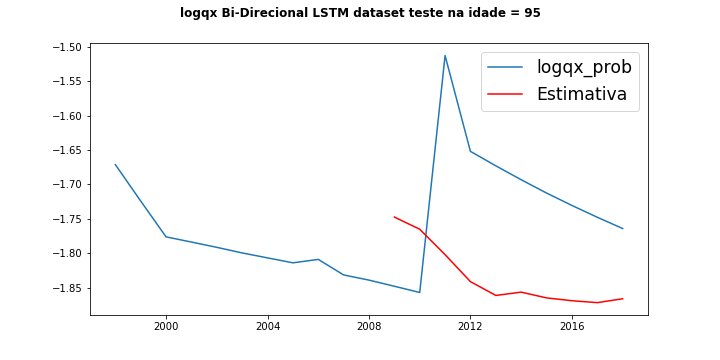 logqx Bi-Direcional LSTM dataset teste na idade = 95
−1.50
−1.55
−1.60
−1.65
−1.70
−1.75
−1.80
−1.85
logqx_prob
Estimativa
2000 2004 2008 2012 2016